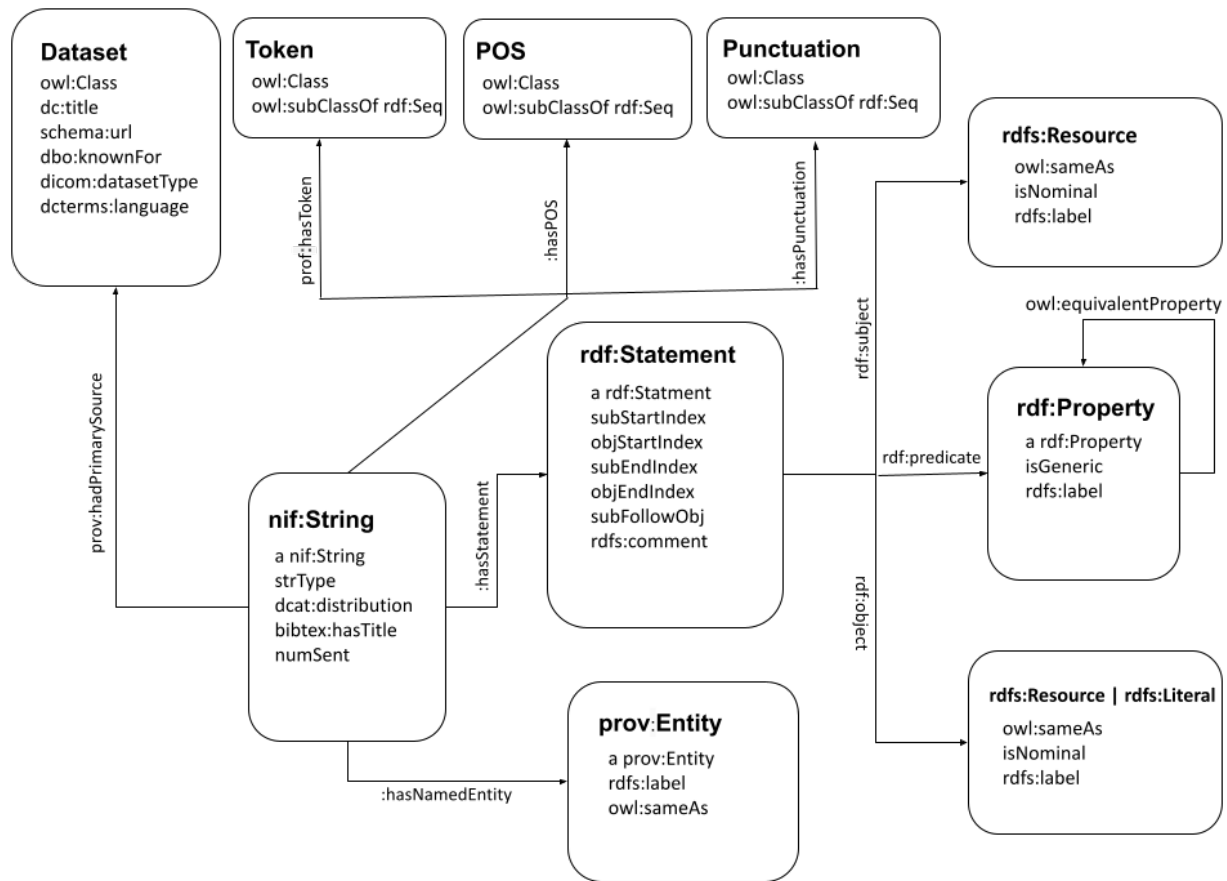 Dataset
owl:Class
dc:title
schema:url
dbo:knownFor
dicom:datasetType
dcterms:language
Token
owl:Class
owl:subClassOf rdf:Seq
POS
owl:Class
owl:subClassOf rdf:Seq
Punctuation
owl:Class
owl:subClassOf rdf:Seq
rdfs:Resource
owl:sameAs
isNominal
rdfs:label
prof:hasToken
:hasPOS
:hasPunctuation
rdf:subject
owl:equivalentProperty
prov:hadPrimarySource
rdf:Statement
a rdf:Statment
subStartIndex
objStartIndex
subEndIndex
objEndIndex
subFollowObj
rdfs:comment
rdf:predicate
rdf:Property
a rdf:Property
isGeneric
rdfs:label
nif:String
a nif:String
strType
dcat:distribution
bibtex:hasTitle
numSent
:hasStatement
rdf:object
prov:Entity
a prov:Entity
rdfs:label
owl:sameAs
:hasNamedEntity
rdfs:Resource | rdfs:Literal
owl:sameAs
isNominal
rdfs:label